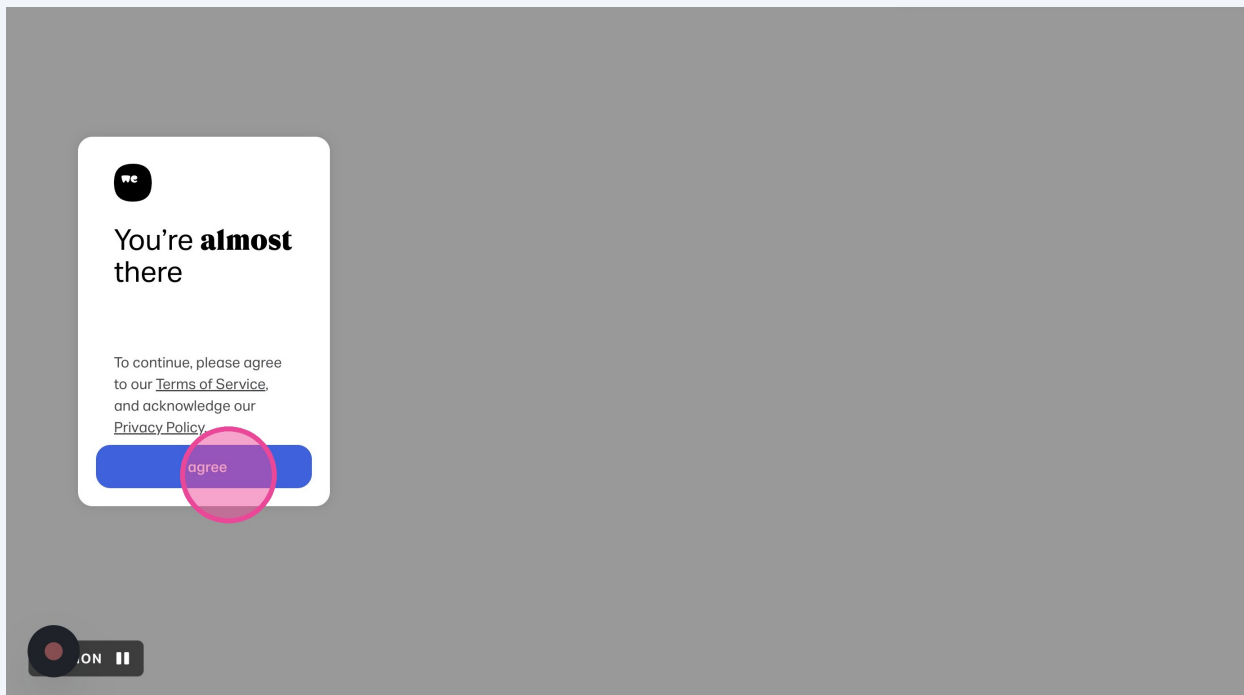 we
You’re almost
there
To continue, please agree
to our Terms of Service,
and acknowledge our
Privacy Policy.
agree